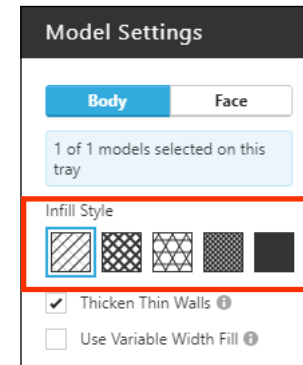 Model Settings
Body Face
1 of 1 models selected on this
tray
Infill Style
Thicken Thin Walls
Use Variable Width Fill